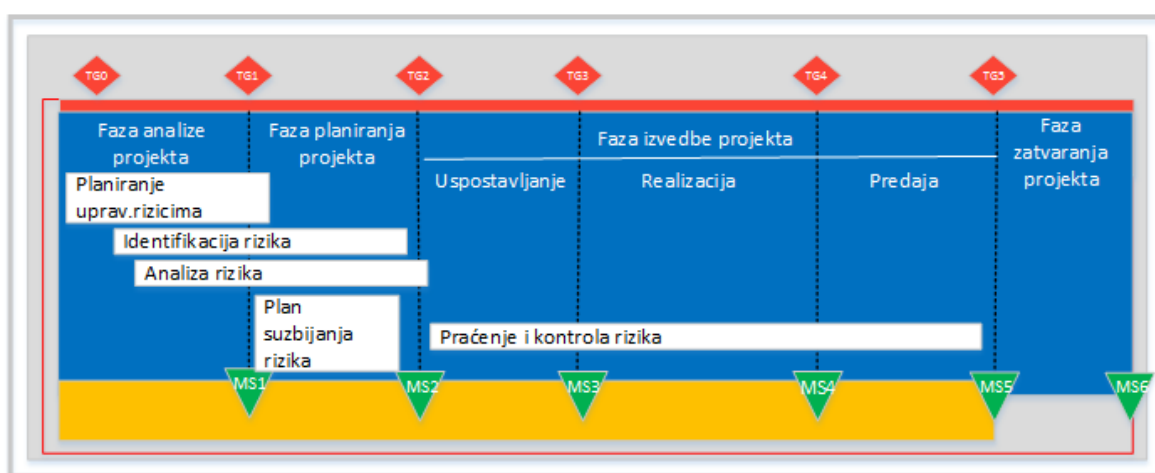 TG0
TG1
TG2
TG3
TG4
TG5
Faza analize
projekta
Faza planiranja
projekta
Faza izvedbe projekta
Uspostavljanje
Realizacija
Predaja
Faza
zatvaranja
projekta
Planiranje
uprav.rizicima
Identifikacija rizika
Analiza rizika
Plan
suzbijanja
rizika
Praćenje i kontrola rizika
MS1
MS2
MS3
MS4
MS5
MS6